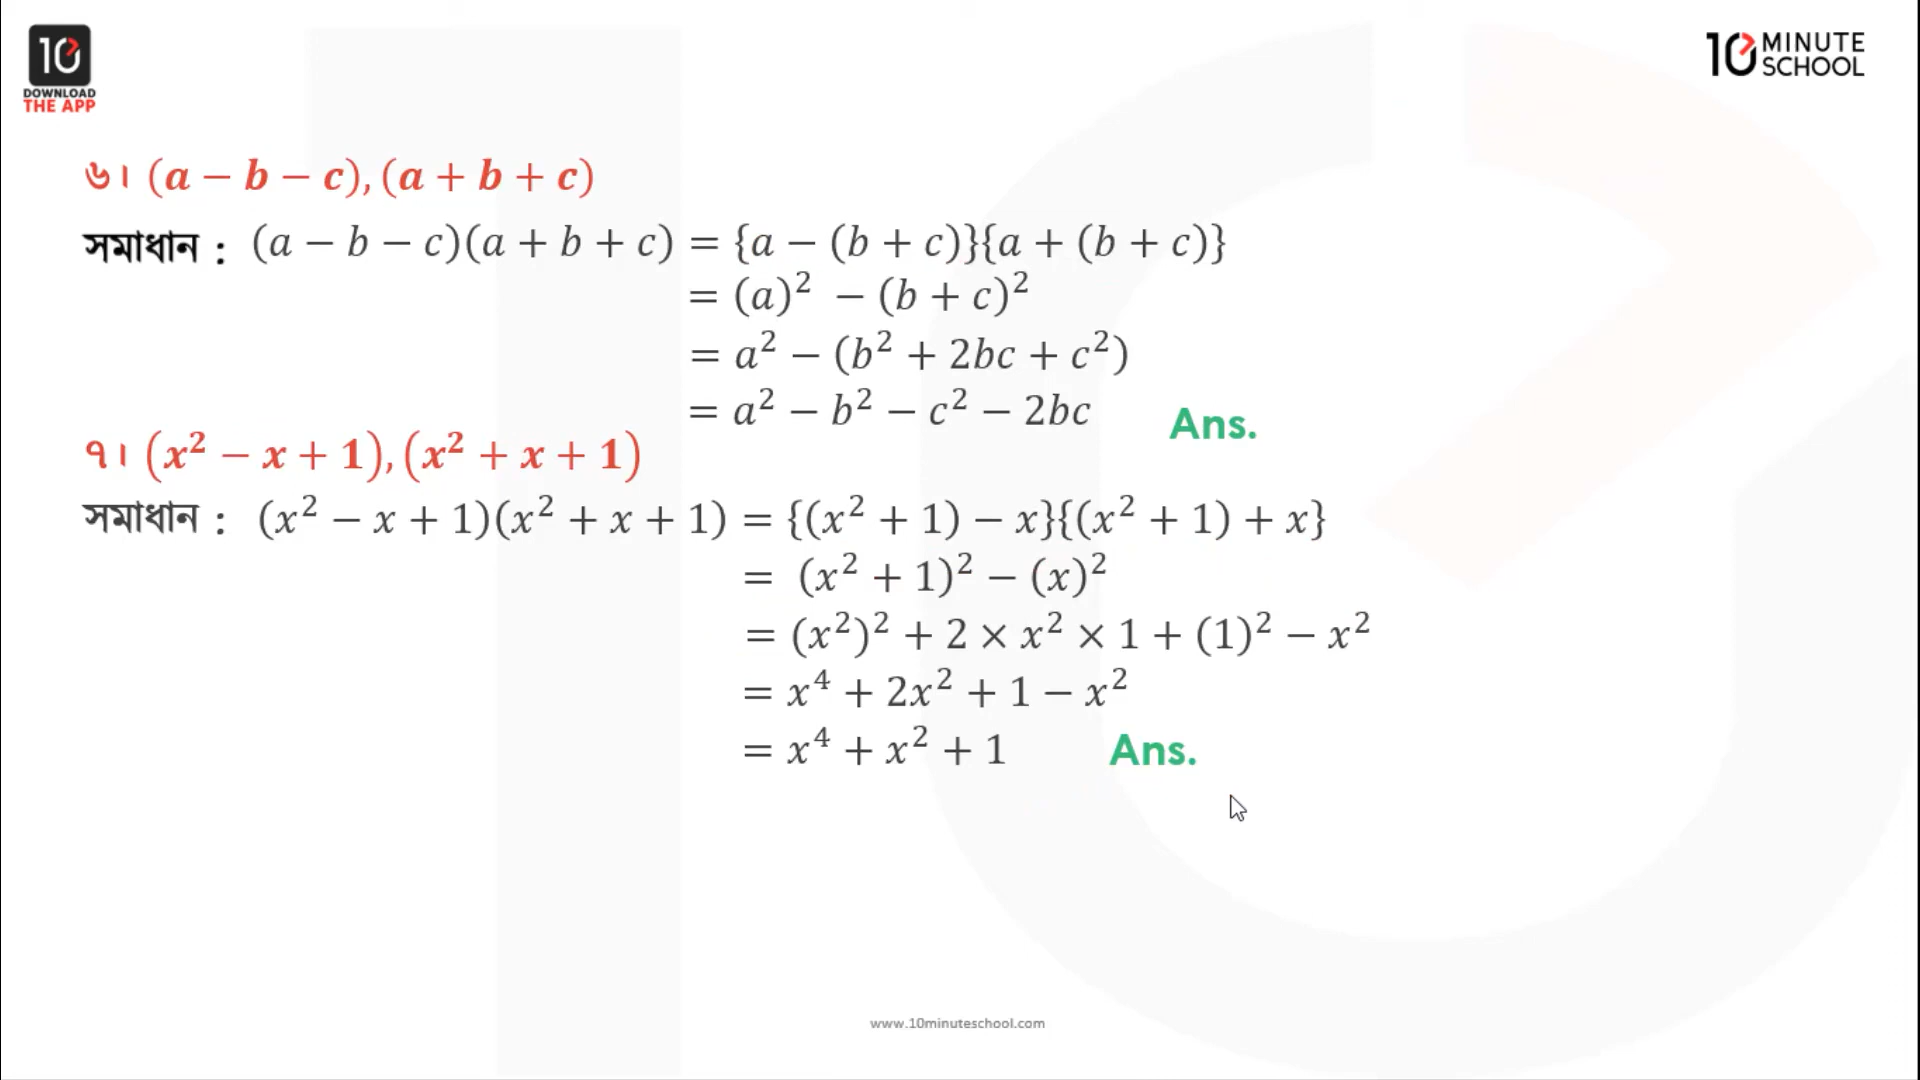 10
DOWNLOAD
THE APP
10 MINUTE
SCHOOL
৬। (a − b − c), (a + b + c)
সমাধান : (a − b − c)(a + b + c) = {a − (b + c)}{a + (b + c)}
= (a)² − (b + c)²
= a² − (b² + 2bc + c²)
= a² − b² − c² − 2bc Ans.
৭। (x² − x + 1), (x² + x + 1)
সমাধান : (x² − x + 1)(x² + x + 1) = {(x² + 1) − x}{(x² + 1) + x}
= (x² + 1)² − (x)²
= (x²)² + 2 × x² × 1 + (1)² − x²
= x⁴ + 2x² + 1 − x²
= x⁴ + x² + 1 Ans.
www.10minuteschool.com